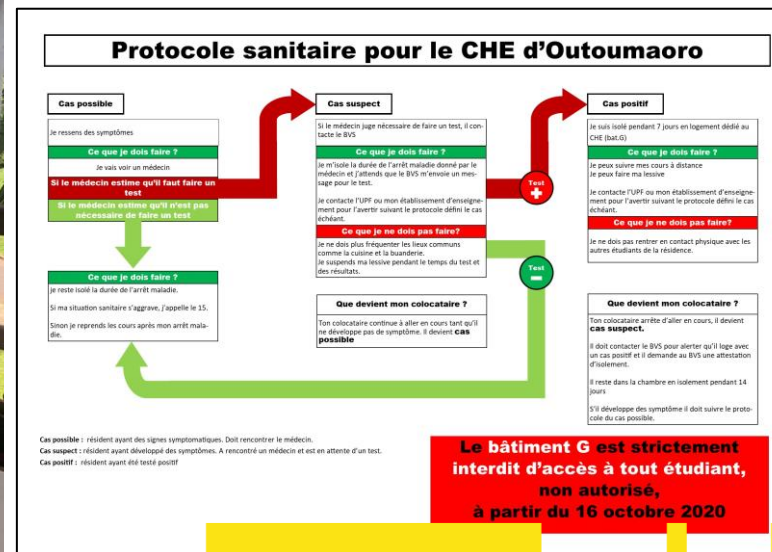 Protocole sanitaire pour le CHE d'Outoumaoro
Cas possible
Je ressens des symptômes
Ce que je dois faire ?
Je vais voir un médecin
Si le médecin estime qu'il faut faire un
test
Si le médecin estime qu'il n'est pas
nécessaire de faire un test
Ce que je dois faire ?
je reste isolé la durée de l'arrêt maladie.
Si ma situation sanitaire s'aggrave, j'appelle le 15.
Sinon je reprends les cours après mon arrêt mala-
die.
Cas suspect
Si le médecin juge nécessaire de faire un test, il con-
tacte le BVS
Ce que je dois faire ?
Je m'isole la durée de l'arrêt maladie donné par le
médecin et j'attends que le BVS m'envoie un mes-
sage pour le test.
Je contacte l'UPF ou mon établissement d'enseigne-
ment pour l'avertir suivant le protocole défini le cas
échéant.
Ce que je ne dois pas faire?
Je ne dois plus fréquenter les lieux communs
comme la cuisine et la buanderie.
Je suspends ma lessive pendant le temps du test et
des résultats.
Que devient mon colocataire ?
Ton colocataire continue à aller en cours tant qu'il
ne développe pas de symptôme. Il devient cas
possible
Test
+
Test
-
Cas positif
Je suis isolé pendant 7 jours en logement dédié au
CHE (bat.G)
Ce que je dois faire ?
Je peux suivre mes cours à distance
Je peux faire ma lessive
Je contacte l'UPF ou mon établissement d'enseigne-
ment pour l'avertir suivant le protocole défini le cas
échéant.
Ce que je ne dois pas faire?
Je ne dois pas rentrer en contact physique avec les
autres étudiants de la résidence.
Que devient mon colocataire ?
Ton colocataire arrête d'aller en cours, il devient
cas suspect.
Il doit contacter le BVS pour alerter qu'il loge avec
un cas positif et il demande au BVS une attestation
d'isolement.
Il reste dans la chambre en isolement pendant 14
jours
S'il développe des symptôme il doit suivre le proto-
cole du cas possible.
Cas possible : résident ayant des signes symptomatiques. Doit rencontrer le médecin.
Cas suspect : résident ayant développé des symptômes. A rencontré un médecin et est en attente d'un test.
Cas positif : résident ayant été testé positif
Le bâtiment G est strictement
interdit d'accès à tout étudiant,
non autorisé,
à partir du 16 octobre 2020